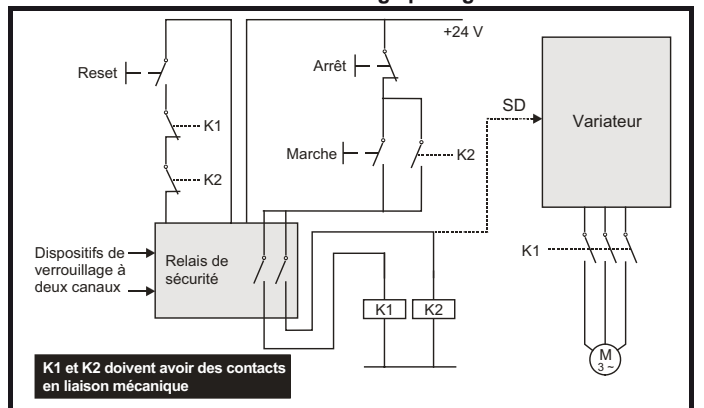 +24 V
Reset
Arrêt
K1
SD
Variateur
Marche
K2
K2
Dispositifs de
verrouillage à
deux canaux
Relais de
sécurité
K1
K1
K2
M
3 ~
K1 et K2 doivent avoir des contacts
en liaison mécanique